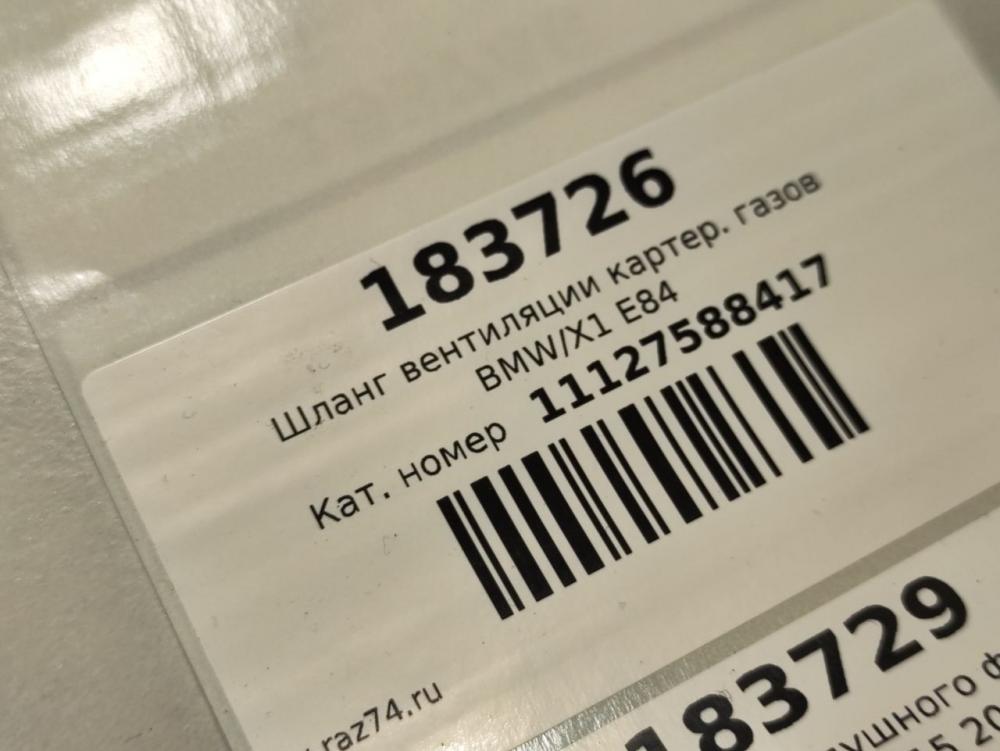 183726
Шланг вентиляции картер. газов
BMW/X1 E84
Кат. номер 11127588417
raz74.ru
183729